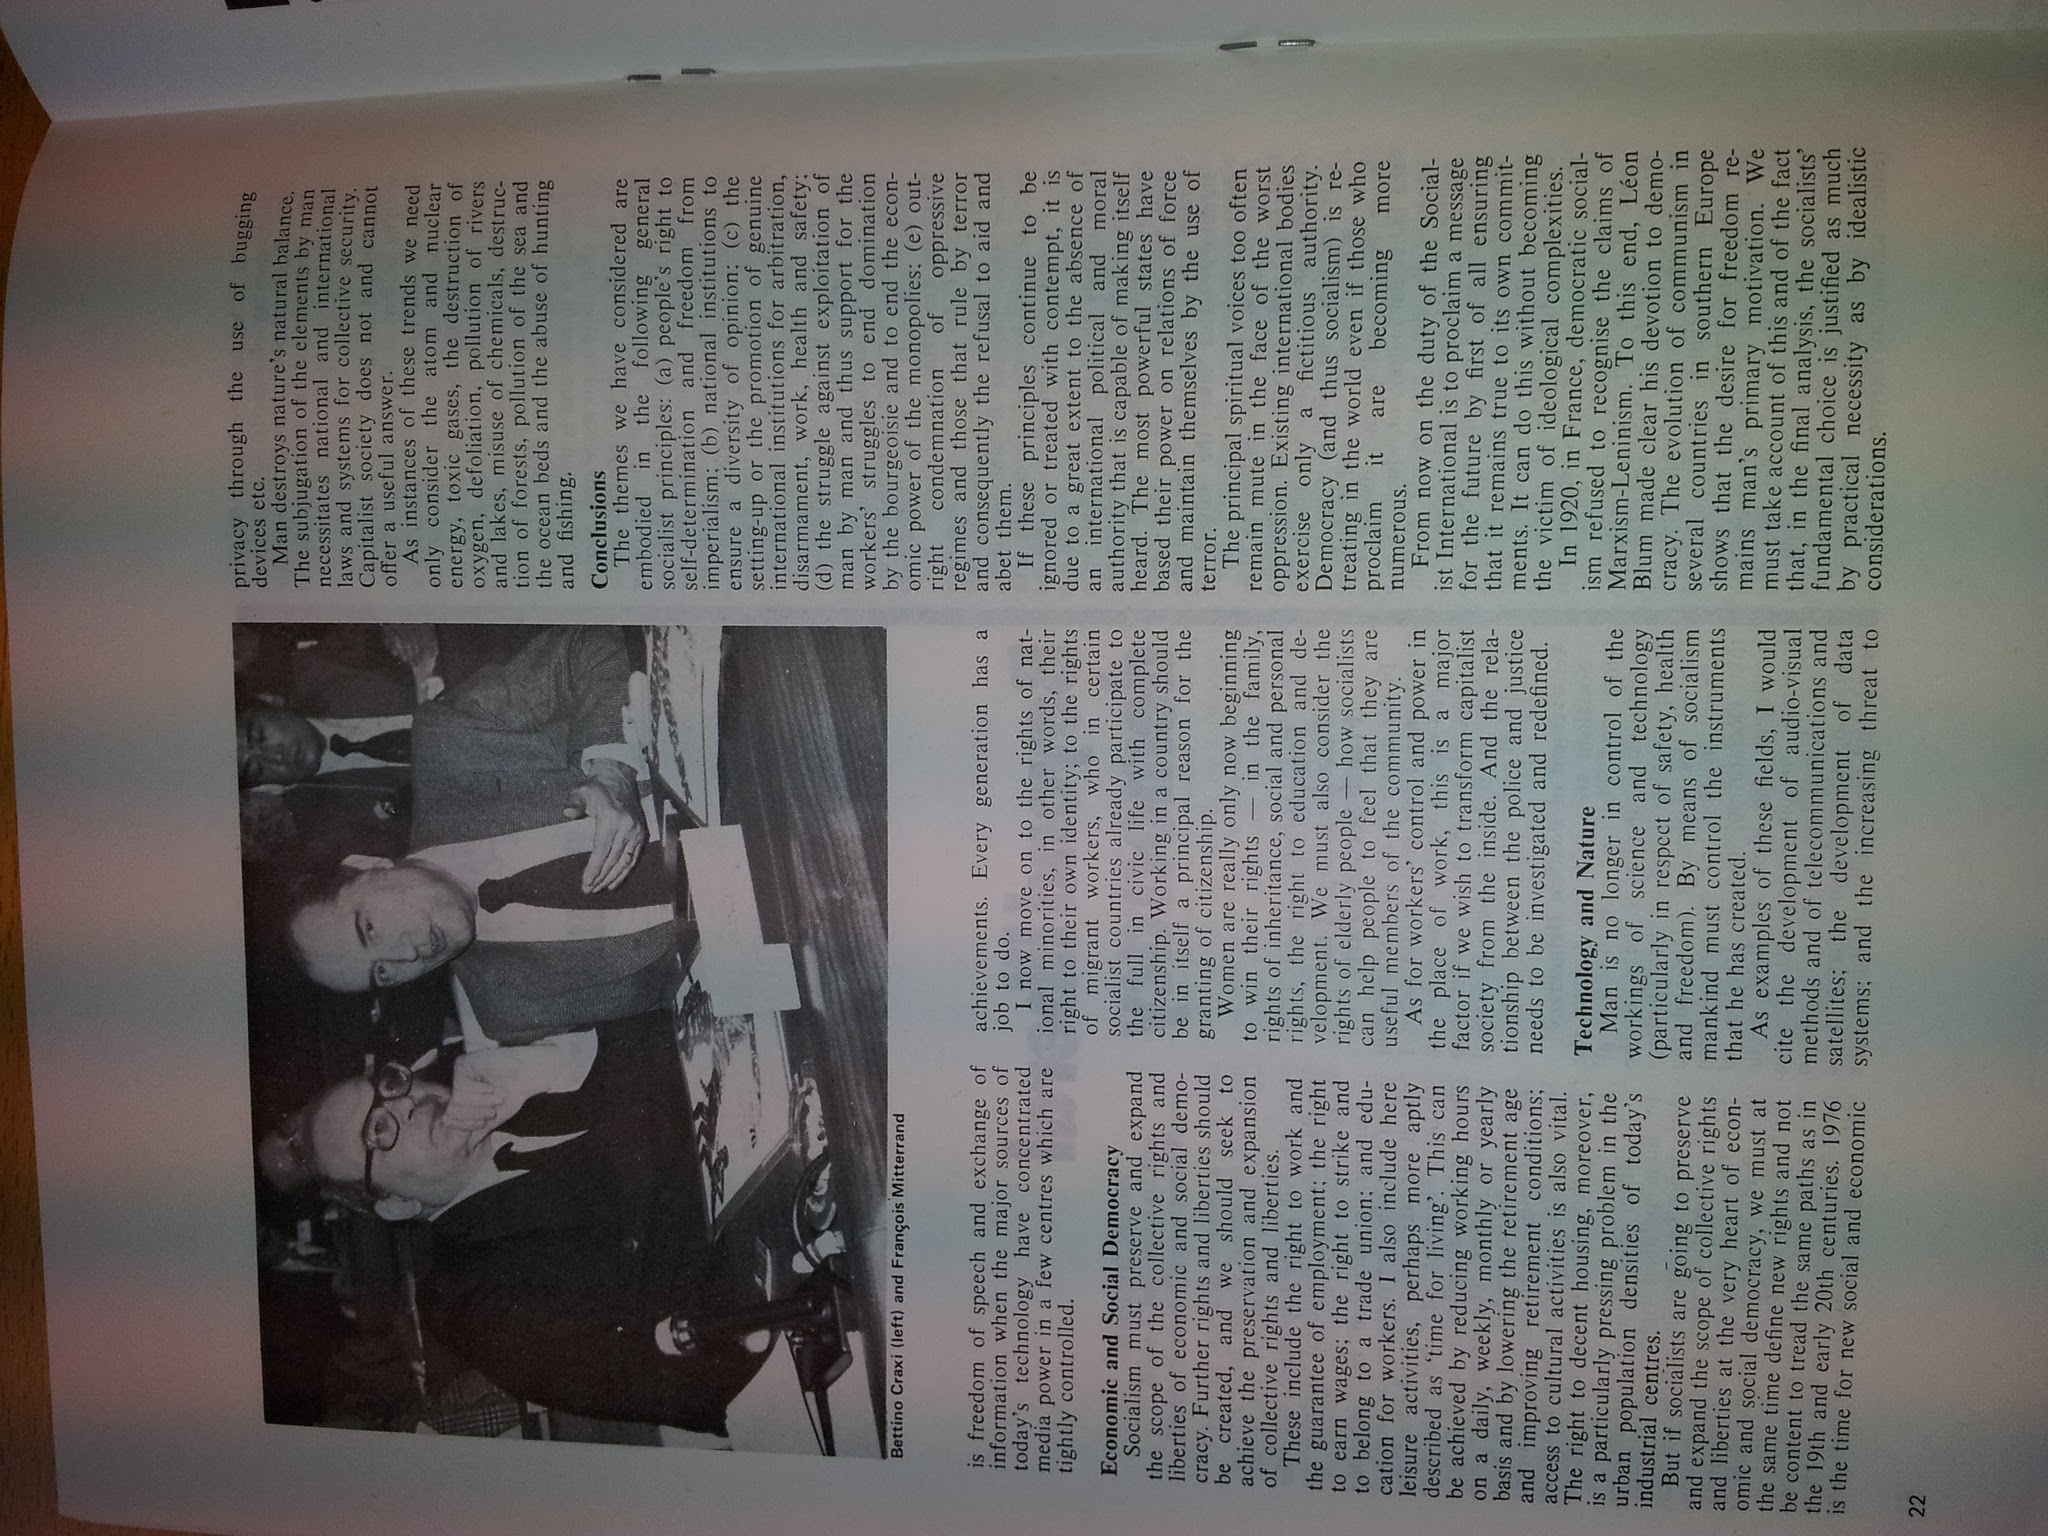 Bettino Craxi (left) and François Mitterrand
is freedom of speech and exchange of
information when the major sources of
today's technology have concentrated
media power in a few centres which are
tightly controlled.
Economic and Social Democracy
Socialism must preserve and expand
the scope of the collective rights and
liberties of economic and social demo-
cracy. Further rights and liberties should
be created, and we should seek to
achieve the preservation and expansion
of collective rights and liberties.
These include the right to work and
the guarantee of employment; the right
to earn wages; the right to strike and
to belong to a trade union; and edu-
cation for workers. I also include here
leisure activities, perhaps more aptly
described as 'time for living'. This can
be achieved by reducing working hours
on a daily, weekly, monthly or yearly
basis and by lowering the retirement age
and improving retirement conditions;
access to cultural activities is also vital.
The right to decent housing, moreover,
is a particularly pressing problem in the
urban population densities of today's
industrial centres.
But if socialists are going to preserve
and expand the scope of collective rights
and liberties at the very heart of econ-
omic and social democracy, we must at
the same time define new rights and not
be content to tread the same paths as in
the 19th and early 20th centuries. 1976
is the time for new social and economic
achievements. Every generation has a
job to do.
I now move on to the rights of nat-
ional minorities, in other words, their
right to their own identity; to the rights
of migrant workers, who in certain
socialist countries already participate to
the full in civic life with complete
citizenship. Working in a country should
be in itself a principal reason for the
granting of citizenship.
Women are really only now beginning
to win their rights — in the family,
rights of inheritance, social and personal
rights, the right to education and de-
velopment. We must also consider the
rights of elderly people — how socialists
can help people to feel that they are
useful members of the community.
As for workers' control and power in
the place of work, this is a major
factor if we wish to transform capitalist
society from the inside. And the rela-
tionship between the police and justice
needs to be investigated and redefined.
Technology and Nature
Man is no longer in control of the
workings of science and technology
(particularly in respct of safety, health
and freedom). By means of socialism
mankind must control the instruments
that he has created.
As examples of these fields, I would
cite the development of audio-visual
methods and of telecommunications and
satellites; the development of data
systems; and the increasing threat to
privacy through the use of bugging
devices etc.
Man destroys nature's natural balance.
The subjugation of the elements by man
necessitates national and international
laws and systems for collective security.
Capitalist society does not and cannot
offer a useful answer.
As instances of these trends we need
only consider the atom and nuclear
energy, toxic gases, the destruction of
oxygen, defoliation, pollution of rivers
and lakes, misuse of chemicals, destruc-
tion of forests, pollution of the sea and
the ocean beds and the abuse of hunting
and fishing.
Conclusions
The themes we have considered are
embodied in the following general
socialist principles: (a) people's right to
self-determination and freedom from
imperialism; (b) national institutions to
ensure a diversity of opinion; (c) the
setting-up or the promotion of genuine
international institutions for arbitration,
disarmament, work, health and safety;
(d) the struggle against exploitation of
man by man and thus support for the
workers' struggles to end domination
by the bourgeoisie and to end the econ-
omic power of the monopolies: (e) out-
right condemnation of oppressive
regimes and those that rule by terror
and consequently the refusal to aid and
abet them.
If these principles continue to be
ignored or treated with contempt, it is
due to a great extent to the absence of
an international political and moral
authority that is capable of making itself
heard. The most powerful states have
based their power on relations of force
and maintain themselves by the use of
terror.
The principal spiritual voices too often
remain mute in the face of the worst
oppression. Existing international bodies
exercise only a fictitious authority.
Democracy (and thus socialism) is re-
treating in the world even if those who
proclaim it are becoming more
numerous.
From now on the duty of the Social-
ist International is to proclaim a message
for the future by first of all ensuring
that it remains true to its own commit-
ments. It can do this without becoming
the victim of ideological complexities.
In 1920, in France, democratic social-
ism refused to recognise the claims of
Marxism-Leninism. To this end, Léon
Blum made clear his devotion to demo-
cracy. The evolution of communism in
several countries in southern Europe
shows that the desire for freedom re-
mains man's primary motivation. We
must take account of this and of the fact
that, in the final analysis, the socialists'
fundamental choice is justified as much
by practical necessity as by idealistic
considerations.
22